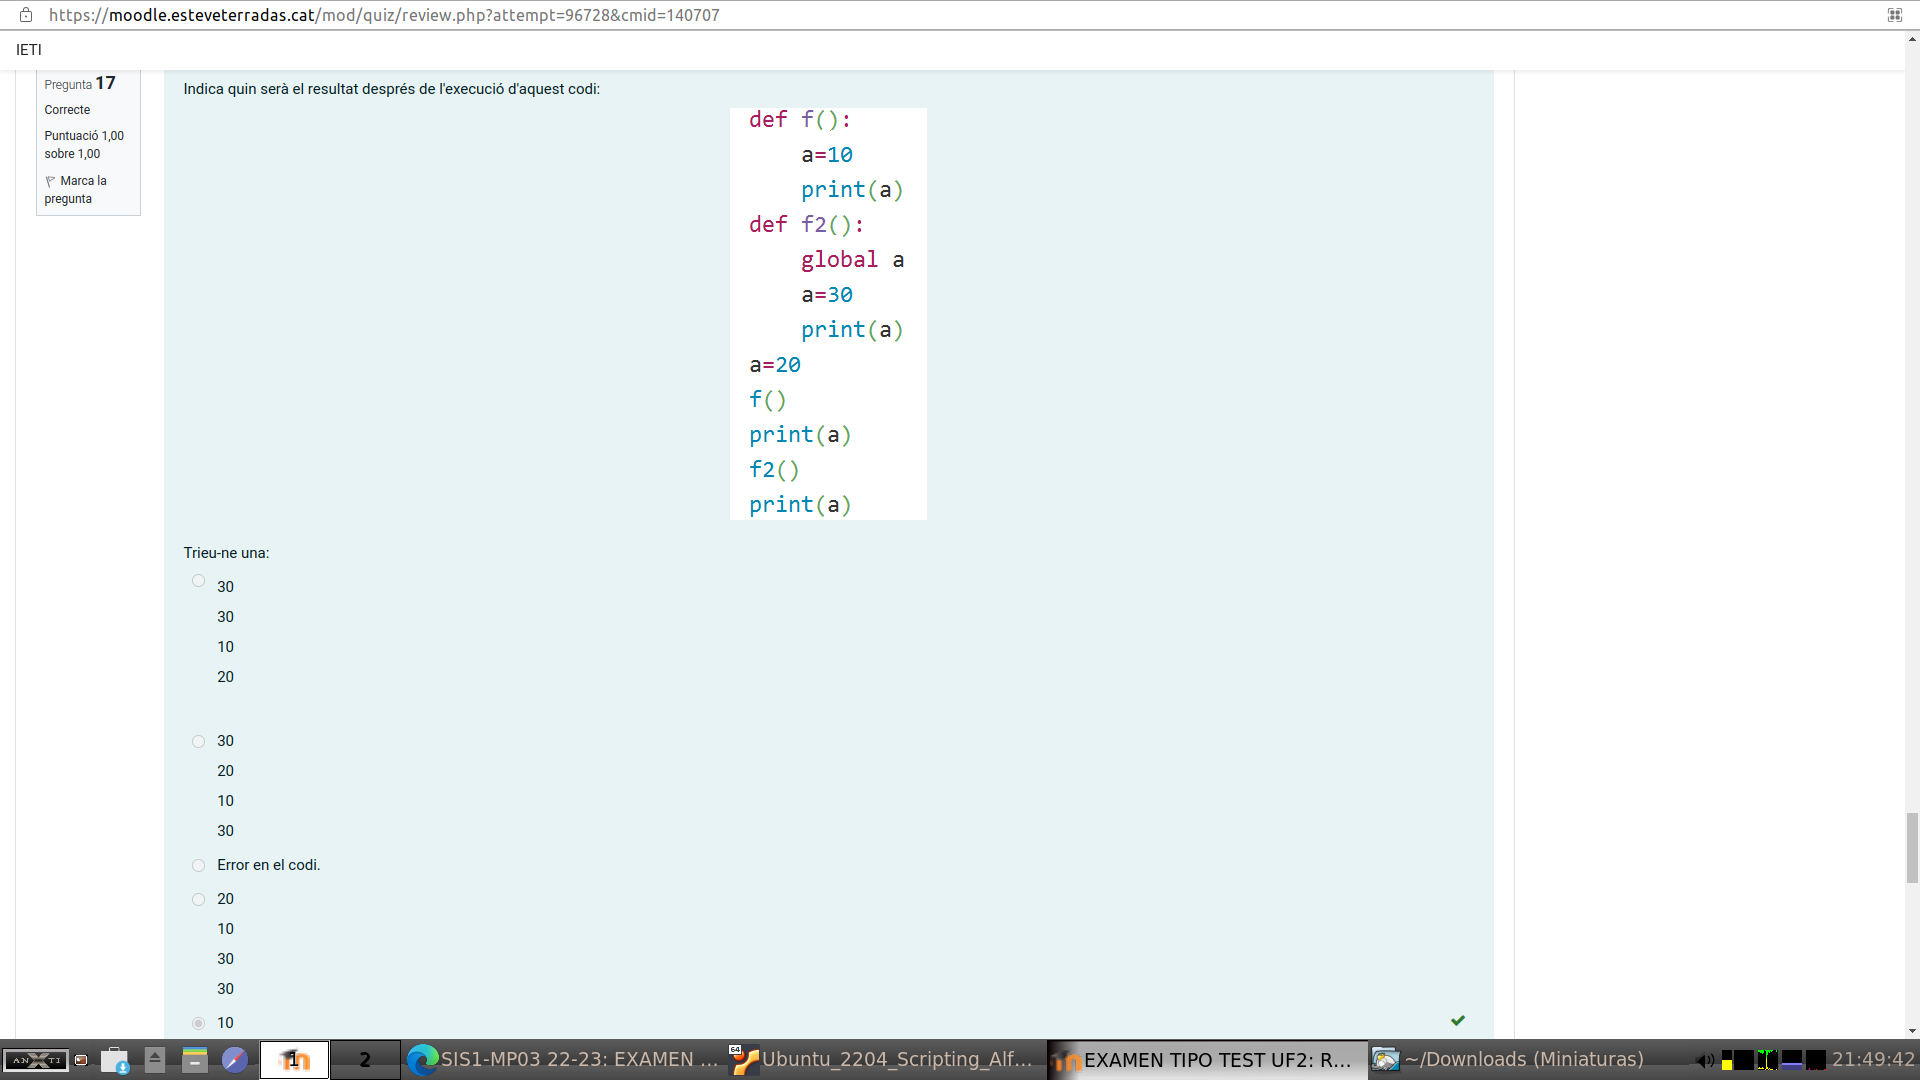 https://moodle.esteveterradas.cat/mod/quiz/review.php?attempt=96728&cmid=140707
IETI
Pregunta 17
Correcte
Puntuació 1,00
sobre 1,00
Marca la
pregunta
Indica quin serà el resultat després de l'execució d'aquest codi:
def f():
    a=10
    print(a)
def f2():
    global a
    a=30
    print(a)
a=20
f()
print(a)
f2()
print(a)
Trieu-ne una:
30
30
10
20
30
20
10
30
Error en el codi.
20
10
30
30
10
ANXTI
1
2
SIS1-MP03 22-23: EXAMEN ...
64
Ubuntu_2204_Scripting_Alf...
EXAMEN TIPO TEST UF2: R...
~/Downloads (Miniaturas)
21:49:42